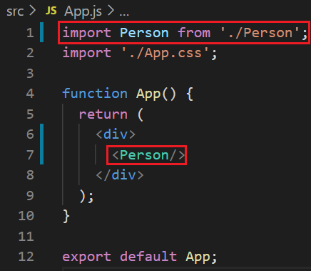 src > JS App.js > ...
1 import Person from './Person';
2 import './App.css';
3
4 function App() {
5   return (
6     <div>
7       <Person/>
8     </div>
9   );
10 }
11
12 export default App;